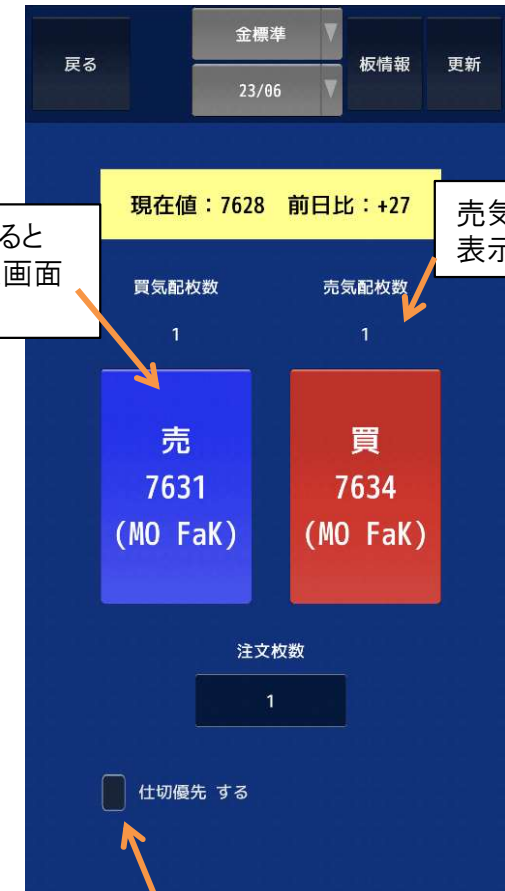 戻る
金標準
23/06
板情報
更新
現在値：7628 前日比：+27
ると
画面
売気
表示
買気配枚数
売気配枚数
1
1
売
7631
(MO FaK)
買
7634
(MO FaK)
注文枚数
1
仕切優先 する